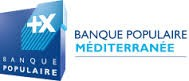 +X
BANQUE
POPULAIRE
BANQUE POPULAIRE
MÉDITERRANÉE